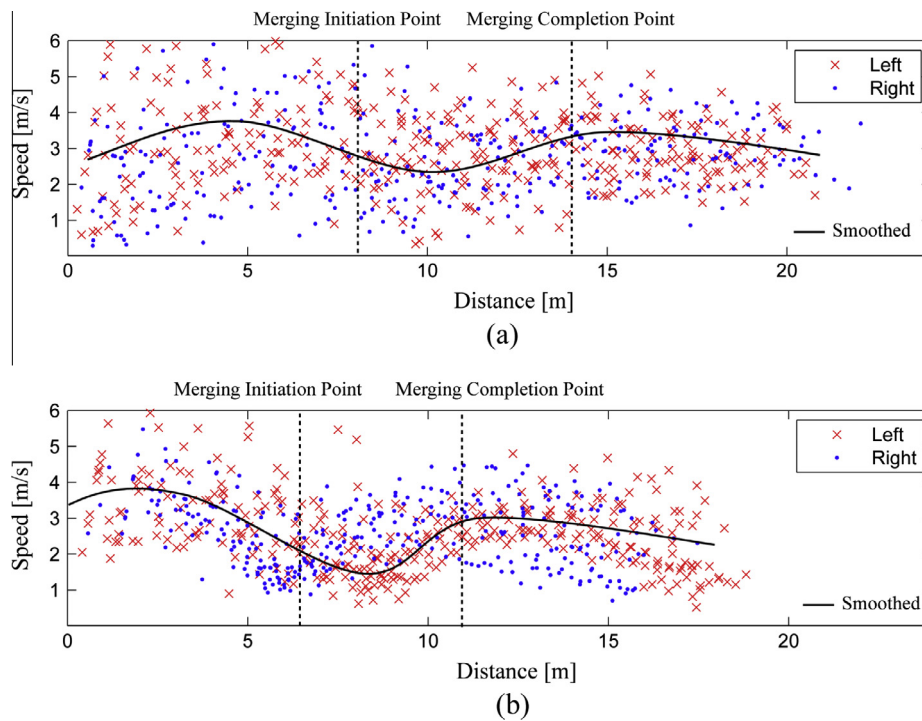 Merging Initiation Point Merging Completion Point
6
5
4
3
2
1
Speed [m/s]
× Left
• Right
Smoothed
0 5 10 15 20
Distance [m]
(a)
Merging Initiation Point Merging Completion Point
6
5
4
3
2
1
Speed [m/s]
× Left
• Right
Smoothed
0 5 10 15 20
Distance [m]
(b)